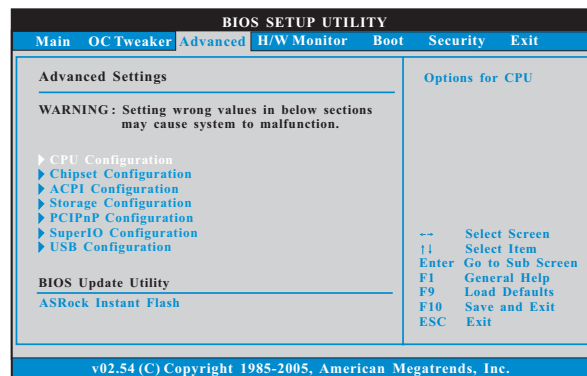 BIOS SETUP UTILITY
Main OC Tweaker Advanced H/W Monitor Boot Security Exit
Advanced Settings
WARNING : Setting wrong values in below sections
may cause system to malfunction.
CPU Configuration
Chipset Configuration
ACPI Configuration
Storage Configuration
PCIPnP Configuration
SuperIO Configuration
USB Configuration
BIOS Update Utility
ASRock Instant Flash
Options for CPU
←→ Select Screen
↑↓ Select Item
Enter Go to Sub Screen
F1 General Help
F9 Load Defaults
F10 Save and Exit
ESC Exit
v02.54 (C) Copyright 1985-2005, American Megatrends, Inc.